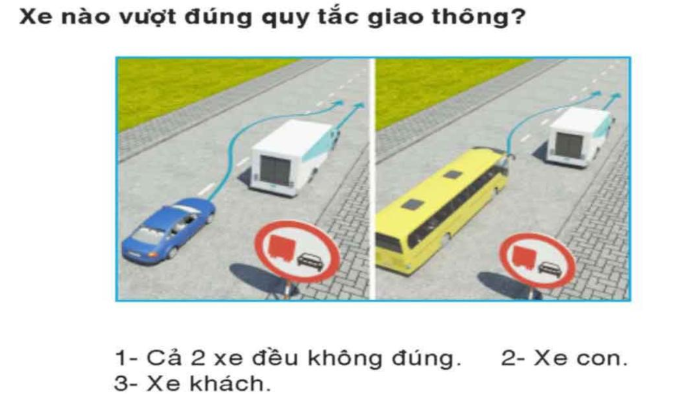 Xe nào vượt đúng quy tắc giao thông?
1- Cả 2 xe đều không đúng. 2- Xe con.
3- Xe khách.